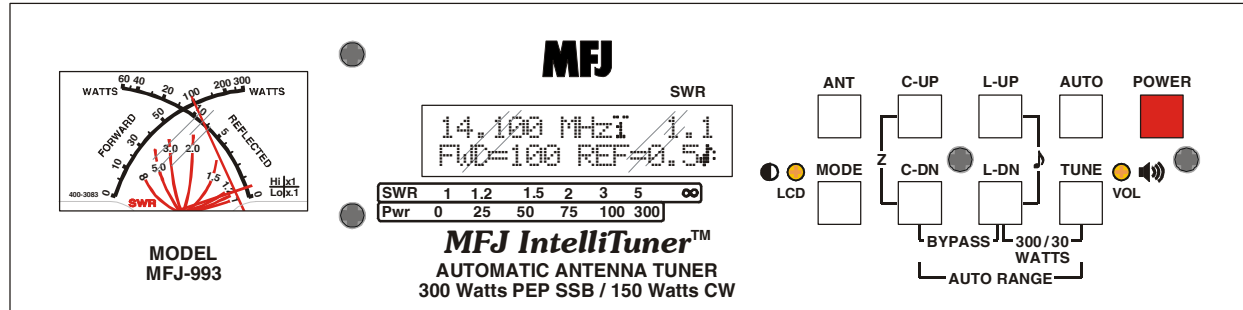 60 40 20 100 200 300
WATTS 10 WATTS
50 5
FORWARD REFLECTED
30 3.0 2.0
10 5.0
8 1.5
0 0
400-3083 SWR Hi x1
Lo x.1
MODEL
MFJ-993
MFJ
SWR
14.100 MHz 1.1
FWD=100 REF=0.5♪
SWR 1 1.2 1.5 2 3 5 ∞
Pwr 0 25 50 75 100 300
MFJ IntelliTuner™
AUTOMATIC ANTENNA TUNER
300 Watts PEP SSB / 150 Watts CW
ANT C-UP L-UP AUTO POWER
Z ♪
MODE C-DN L-DN TUNE
LCD VOL
BYPASS 300/30
WATTS
AUTO RANGE